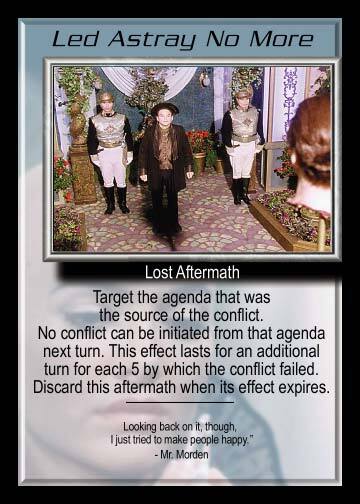 Led Astray No More
Lost Aftermath
Target the agenda that was
the source of the conflict.
No conflict can be initiated from that agenda
next turn. This effect lasts for an additional
turn for each 5 by which the conflict failed.
Discard this aftermath when its effect expires.
Looking back on it, though,
I just tried to make people happy.”
- Mr. Morden